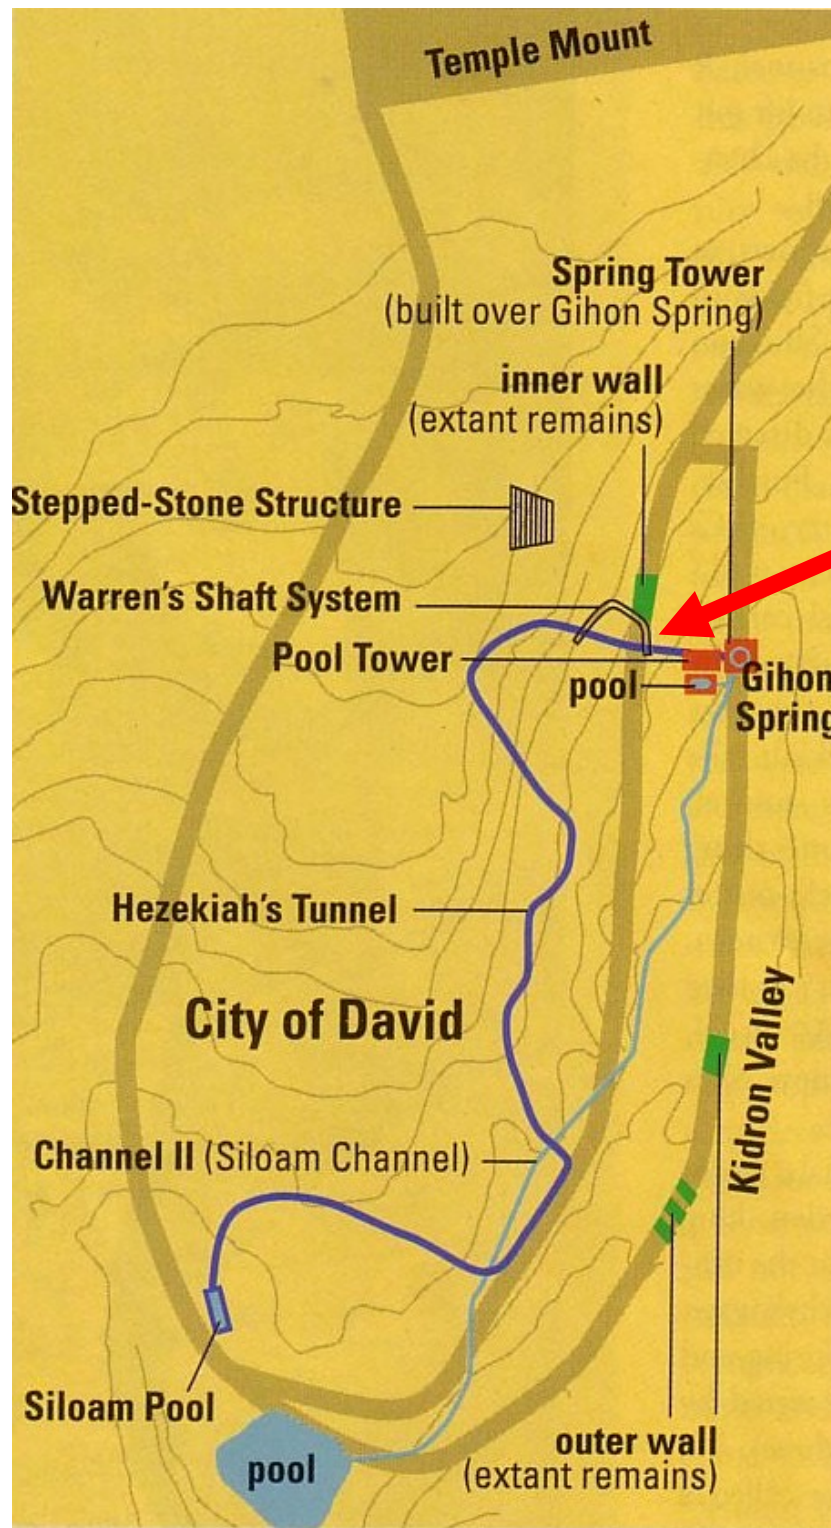 Temple Mount
Spring Tower
(built over Gihon Spring)
inner wall
(extant remains)
Stepped-Stone Structure
Warren's Shaft System
Pool Tower
pool
Gihon
Spring
Hezekiah's Tunnel
City of David
Kidron Valley
Channel II (Siloam Channel)
Siloam Pool
outer wall
(extant remains)
pool